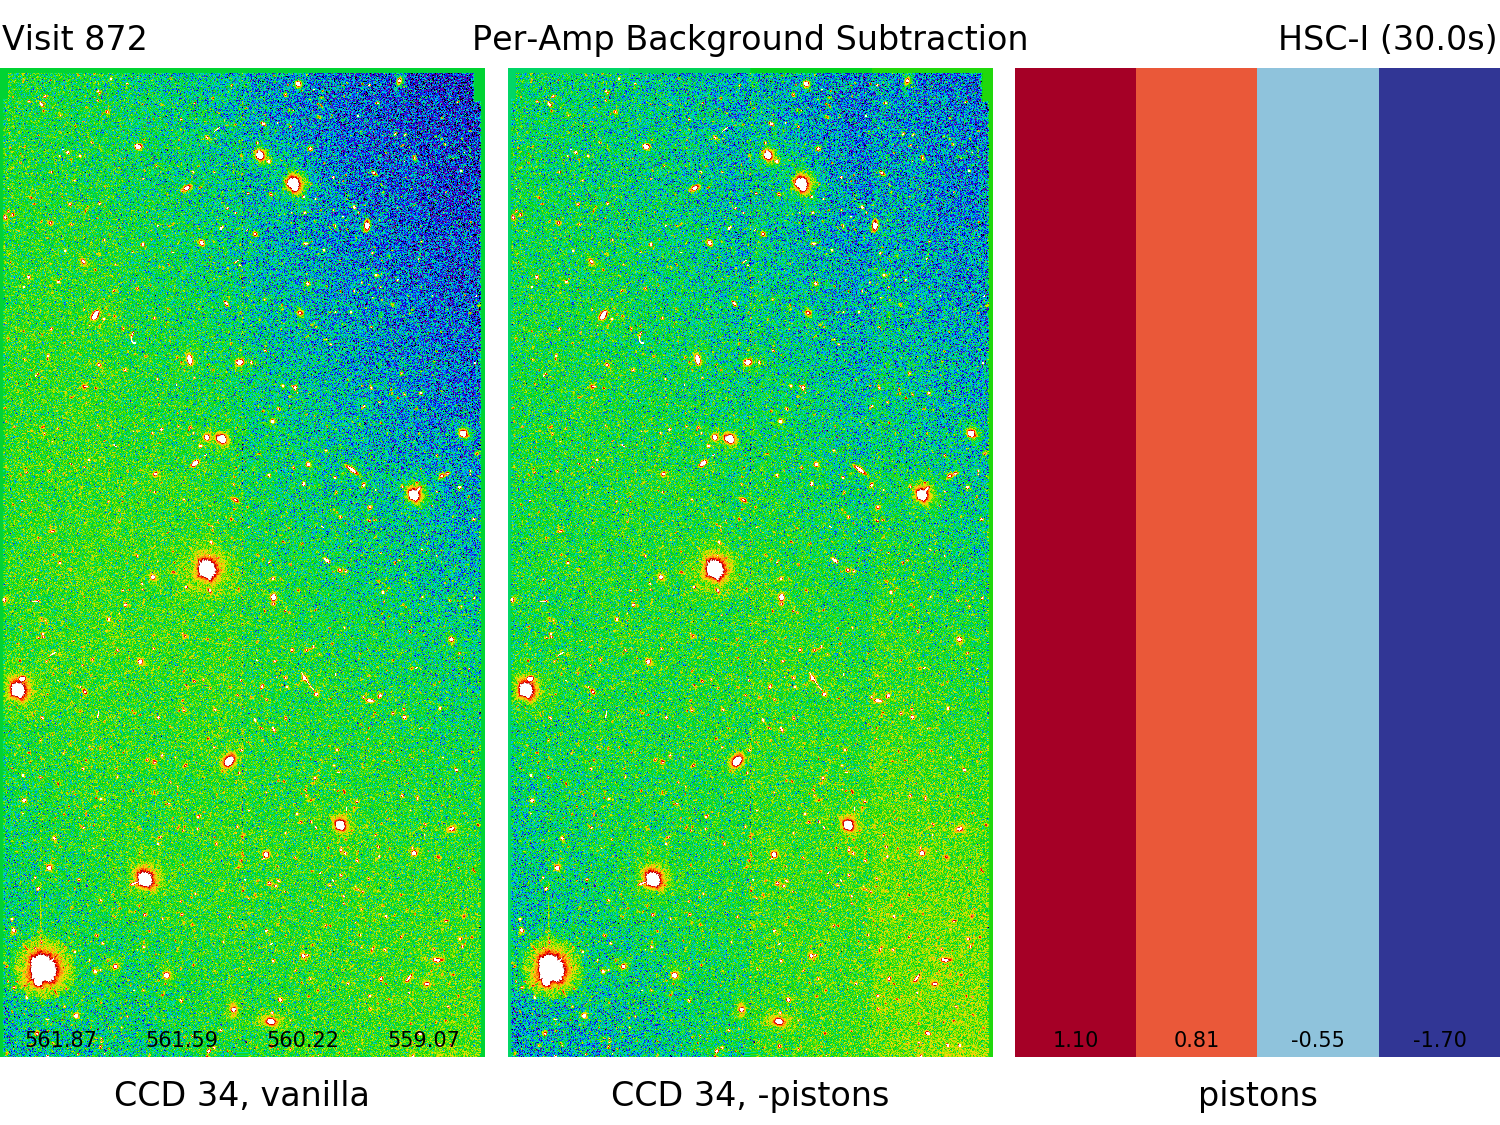 Visit 872 Per-Amp Background Subtraction HSC-I (30.0s)
561.87 561.59 560.22 559.07 1.10 0.81 -0.55 -1.70
CCD 34, vanilla CCD 34, -pistons pistons